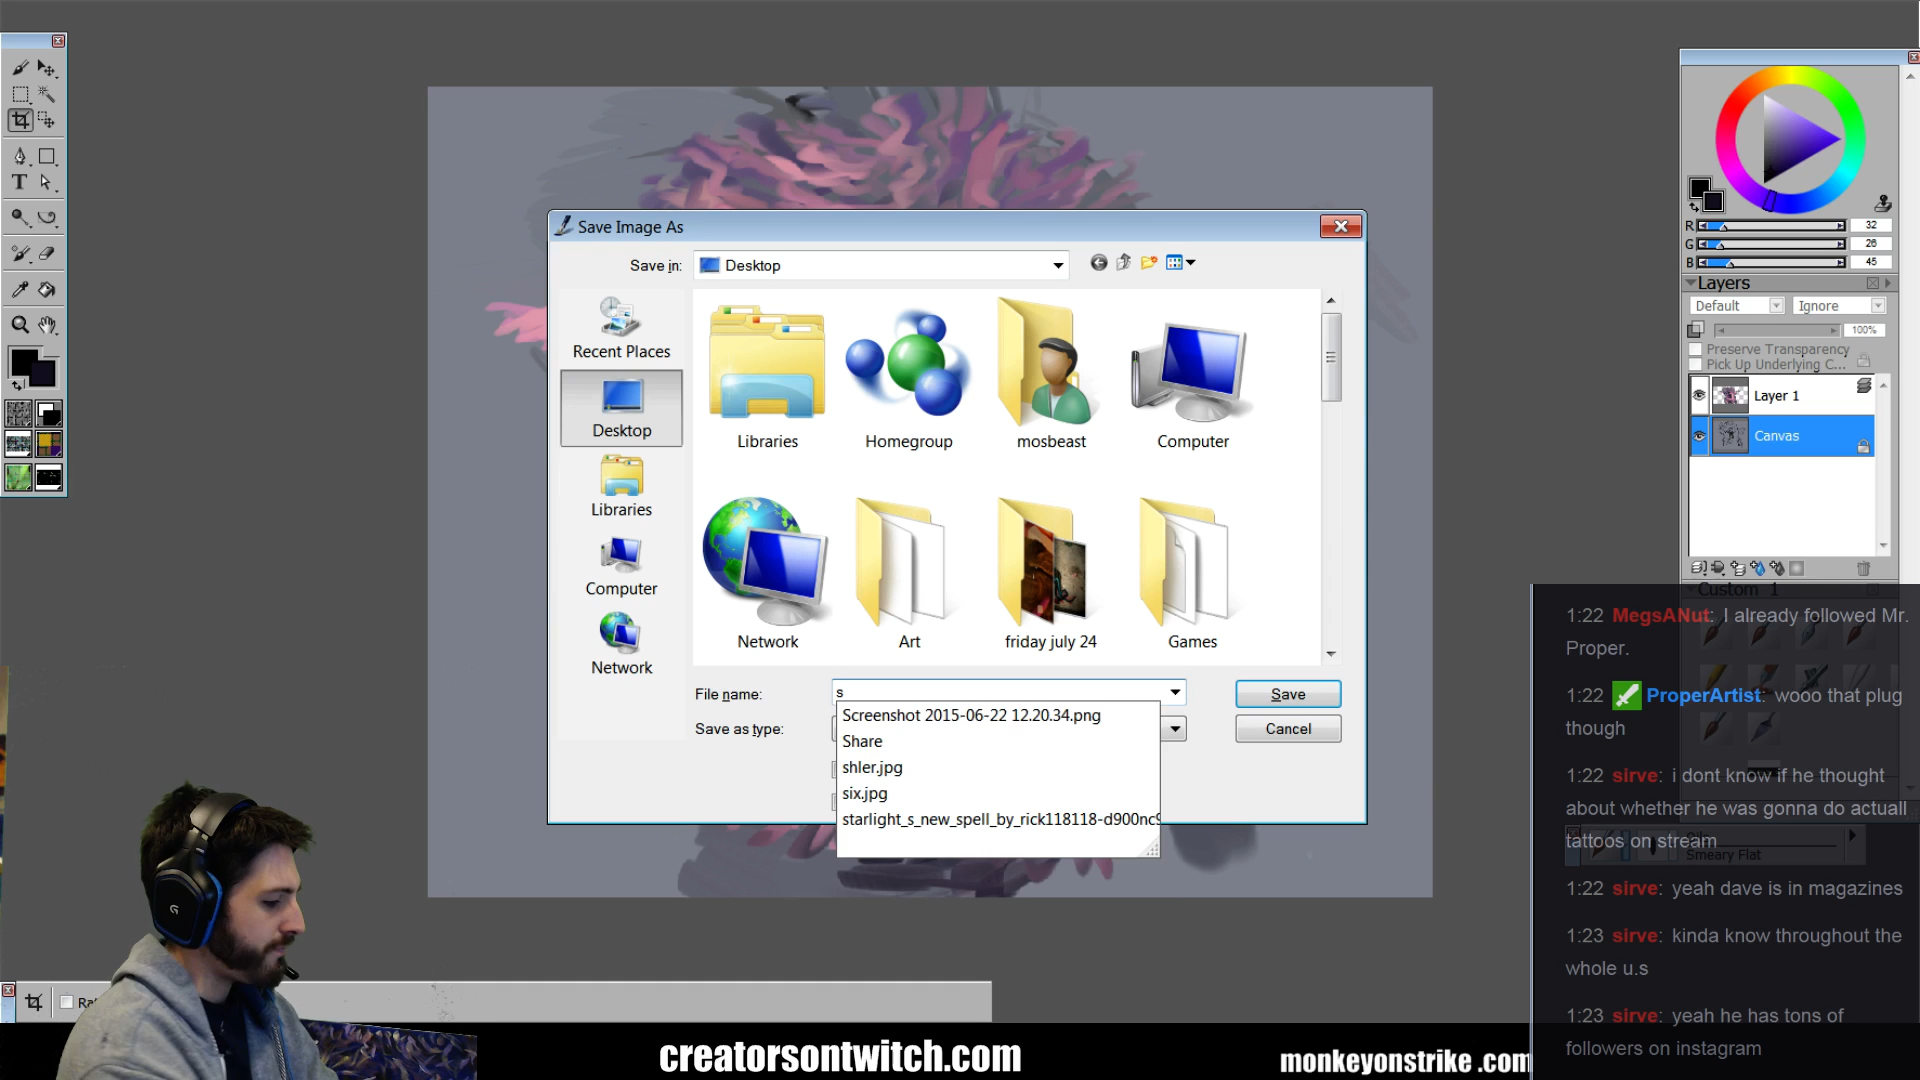 Save Image As
Save in:
Desktop
Recent Places
Desktop
Libraries
Computer
Network
Libraries
Homegroup
mosbeast
Computer
Network
Art
friday july 24
Games
File name:
s
Save
Save as type:
Cancel
Screenshot 2015-06-22 12.20.34.png
Share
shler.jpg
six.jpg
starlight_s_new_spell_by_rick118118-d900nc9
R 32
G 26
B 45
Layers
Default
Ignore
100%
Preserve Transparency
Pick Up Underlying C...
Layer 1
Canvas
Custom 1
1:22 MegsANut: I already followed Mr.
Proper.
1:22 ProperArtist: wooo that plug
though
1:22 sirve: i dont know if he thought
about whether he was gonna do actuall
tattoos on stream
Smeary Flat
1:22 sirve: yeah dave is in magazines
1:23 sirve: kinda know throughout the
whole u.s
1:23 sirve: yeah he has tons of
followers on instagram
T
creatorsontwitch.com
monkeyonstrike .com